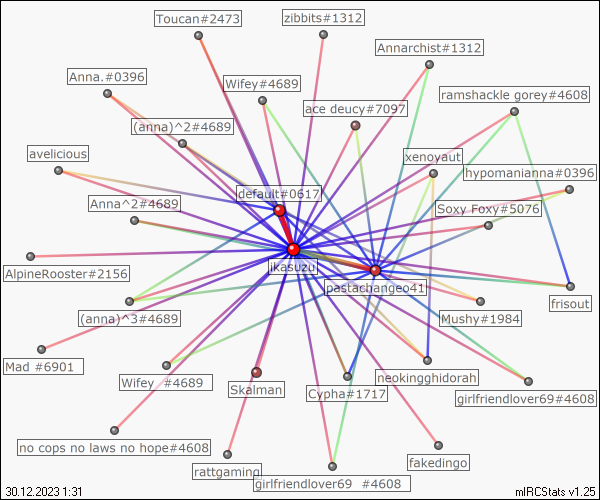 Toucan#2473
zibbits#1312
Annarchist#1312
Anna.#0396
Wifey#4689
ramshackle gorey#4608
ace deucy#7097
(anna)^2#4689
avelicious
xenoyaut
hypomanianna#0396
default#0617
Anna^2#4689
Soxy Foxy#5076
ikasuzu
AlpineRooster#2156
pastachangeo41
frisout
(anna)^3#4689
Mushy#1984
Mad #6901
Wifey #4689
Skalman
Cypha#1717
neokingghidorah
girlfriendlover69#4608
no cops no laws no hope#4608
rattgaming
girlfriendlover69 #4608
fakedingo
30.12.2023 1:31
mIRCStats v1.25